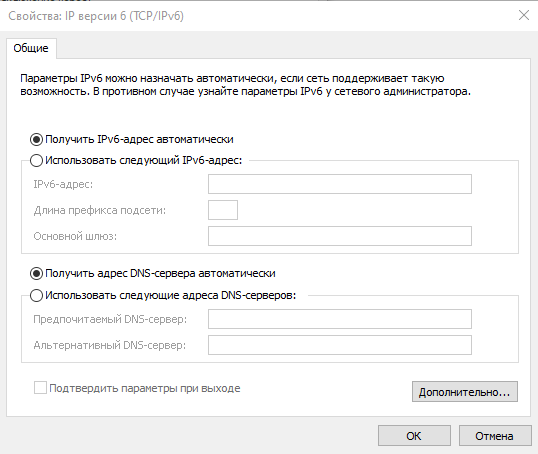 Свойства: IP версии 6 (TCP/IPv6)
Общие
Параметры IPv6 можно назначать автоматически, если сеть поддерживает такую
возможность. В противном случае узнайте параметры IPv6 у сетевого администратора.
Получить IPv6-адрес автоматически
Использовать следующий IPv6-адрес:
IPv6-адрес:
Длина префикса подсети:
Основной шлюз:
Получить адрес DNS-сервера автоматически
Использовать следующие адреса DNS-серверов:
Предпочитаемый DNS-сервер:
Альтернативный DNS-сервер:
Подтвердить параметры при выходе
Дополнительно...
ОК
Отмена